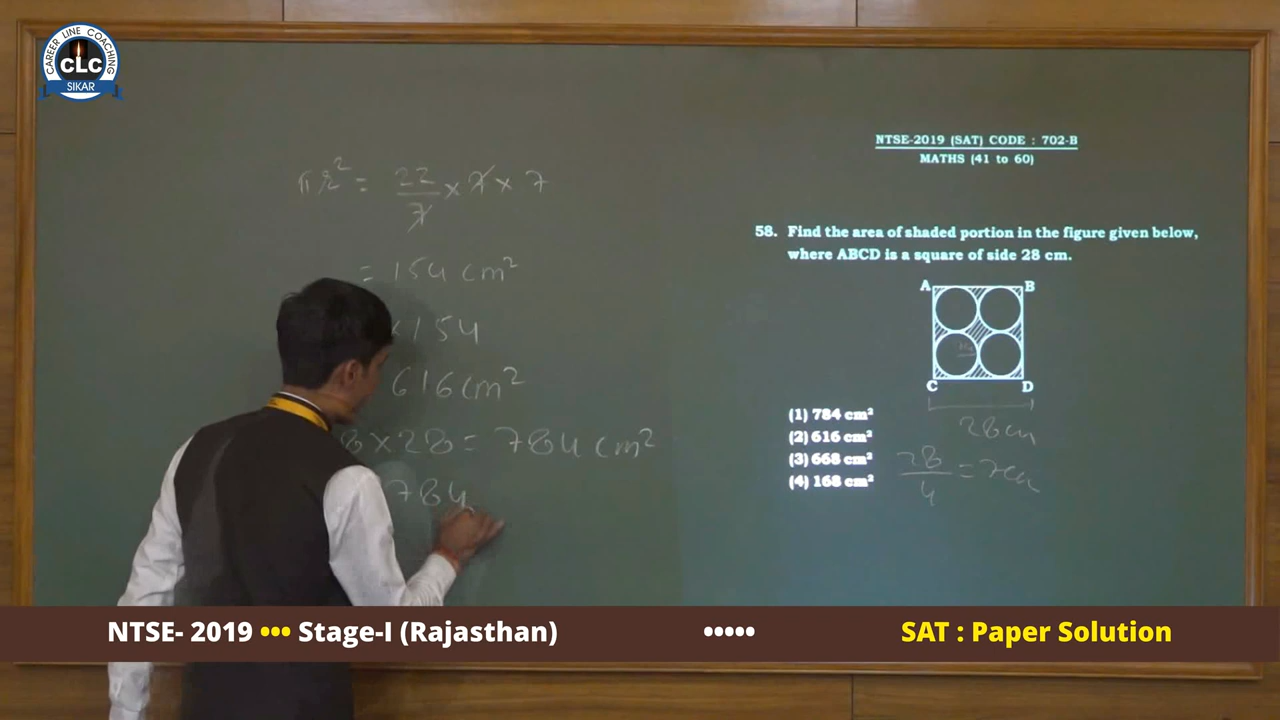 CAREER LINE COACHING
CLC
SIKAR
πr² = 22/7 × 7 × 7
= 154 cm²
×154
616 cm²
8 × 28 = 784 cm²
784
NTSE-2019 (SAT) CODE : 702-B
MATHS (41 to 60)
58. Find the area of shaded portion in the figure given below,
where ABCD is a square of side 28 cm.
A B
C D
28 cm
(1) 784 cm²
(2) 616 cm²
(3) 668 cm²
(4) 168 cm²
28/4 = 7cm
NTSE- 2019 ••• Stage-I (Rajasthan) ••••• SAT : Paper Solution